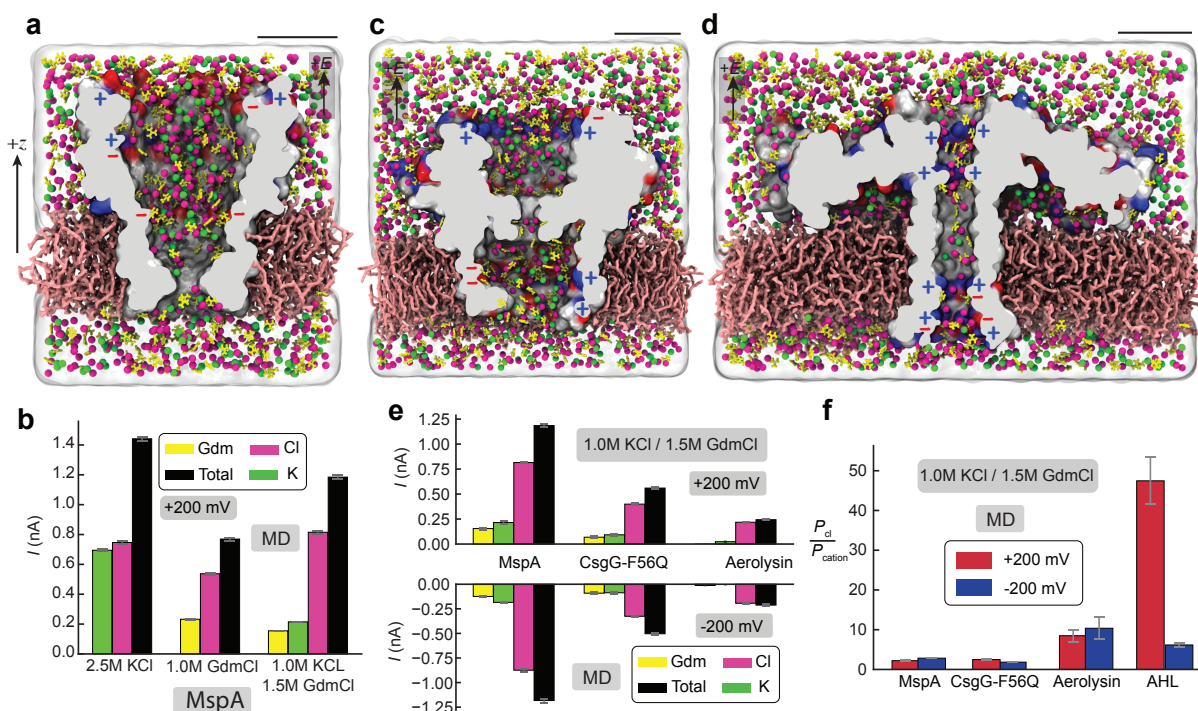 a
c
d
+E
+E
+E
+z
b
1.4
1.2
1.0
0.8
0.6
0.4
0.2
0.0
I (nA)
Gdm
Cl
Total
K
+200 mV
MD
2.5M KCl
1.0M GdmCl
1.0M KCL
1.5M GdmCl
MspA
e
1.25
1.00
0.75
0.50
0.25
0.00
I (nA)
1.0M KCl / 1.5M GdmCl
+200 mV
MspA
CsgG-F56Q
Aerolysin
0.00
−0.25
−0.50
−0.75
−1.00
−1.25
I (nA)
-200 mV
MD
Gdm
Cl
Total
K
f
50
40
30
20
10
0
P cl
P cation
1.0M KCl / 1.5M GdmCl
MD
+200 mV
-200 mV
MspA
CsgG-F56Q
Aerolysin
AHL